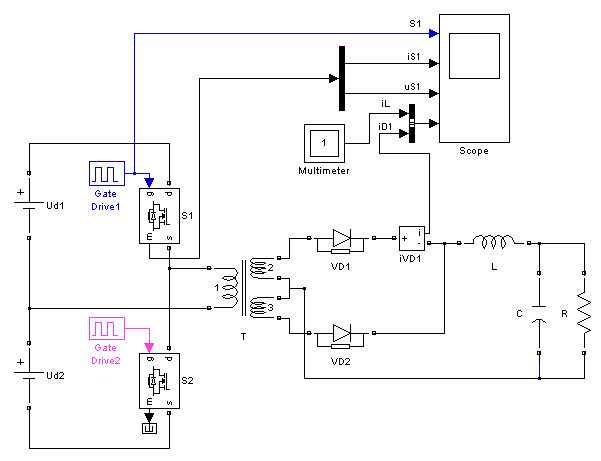 S1
iS1
uS1
iL
iD1
Scope
1
Multimeter
Gate
Drive1
+
Ud1
g
d
m
s
S1
i
+
-
iVD1
VD1
1
2
3
T
L
C
R
Gate
Drive2
+
Ud2
g
d
m
s
S2
VD2
E